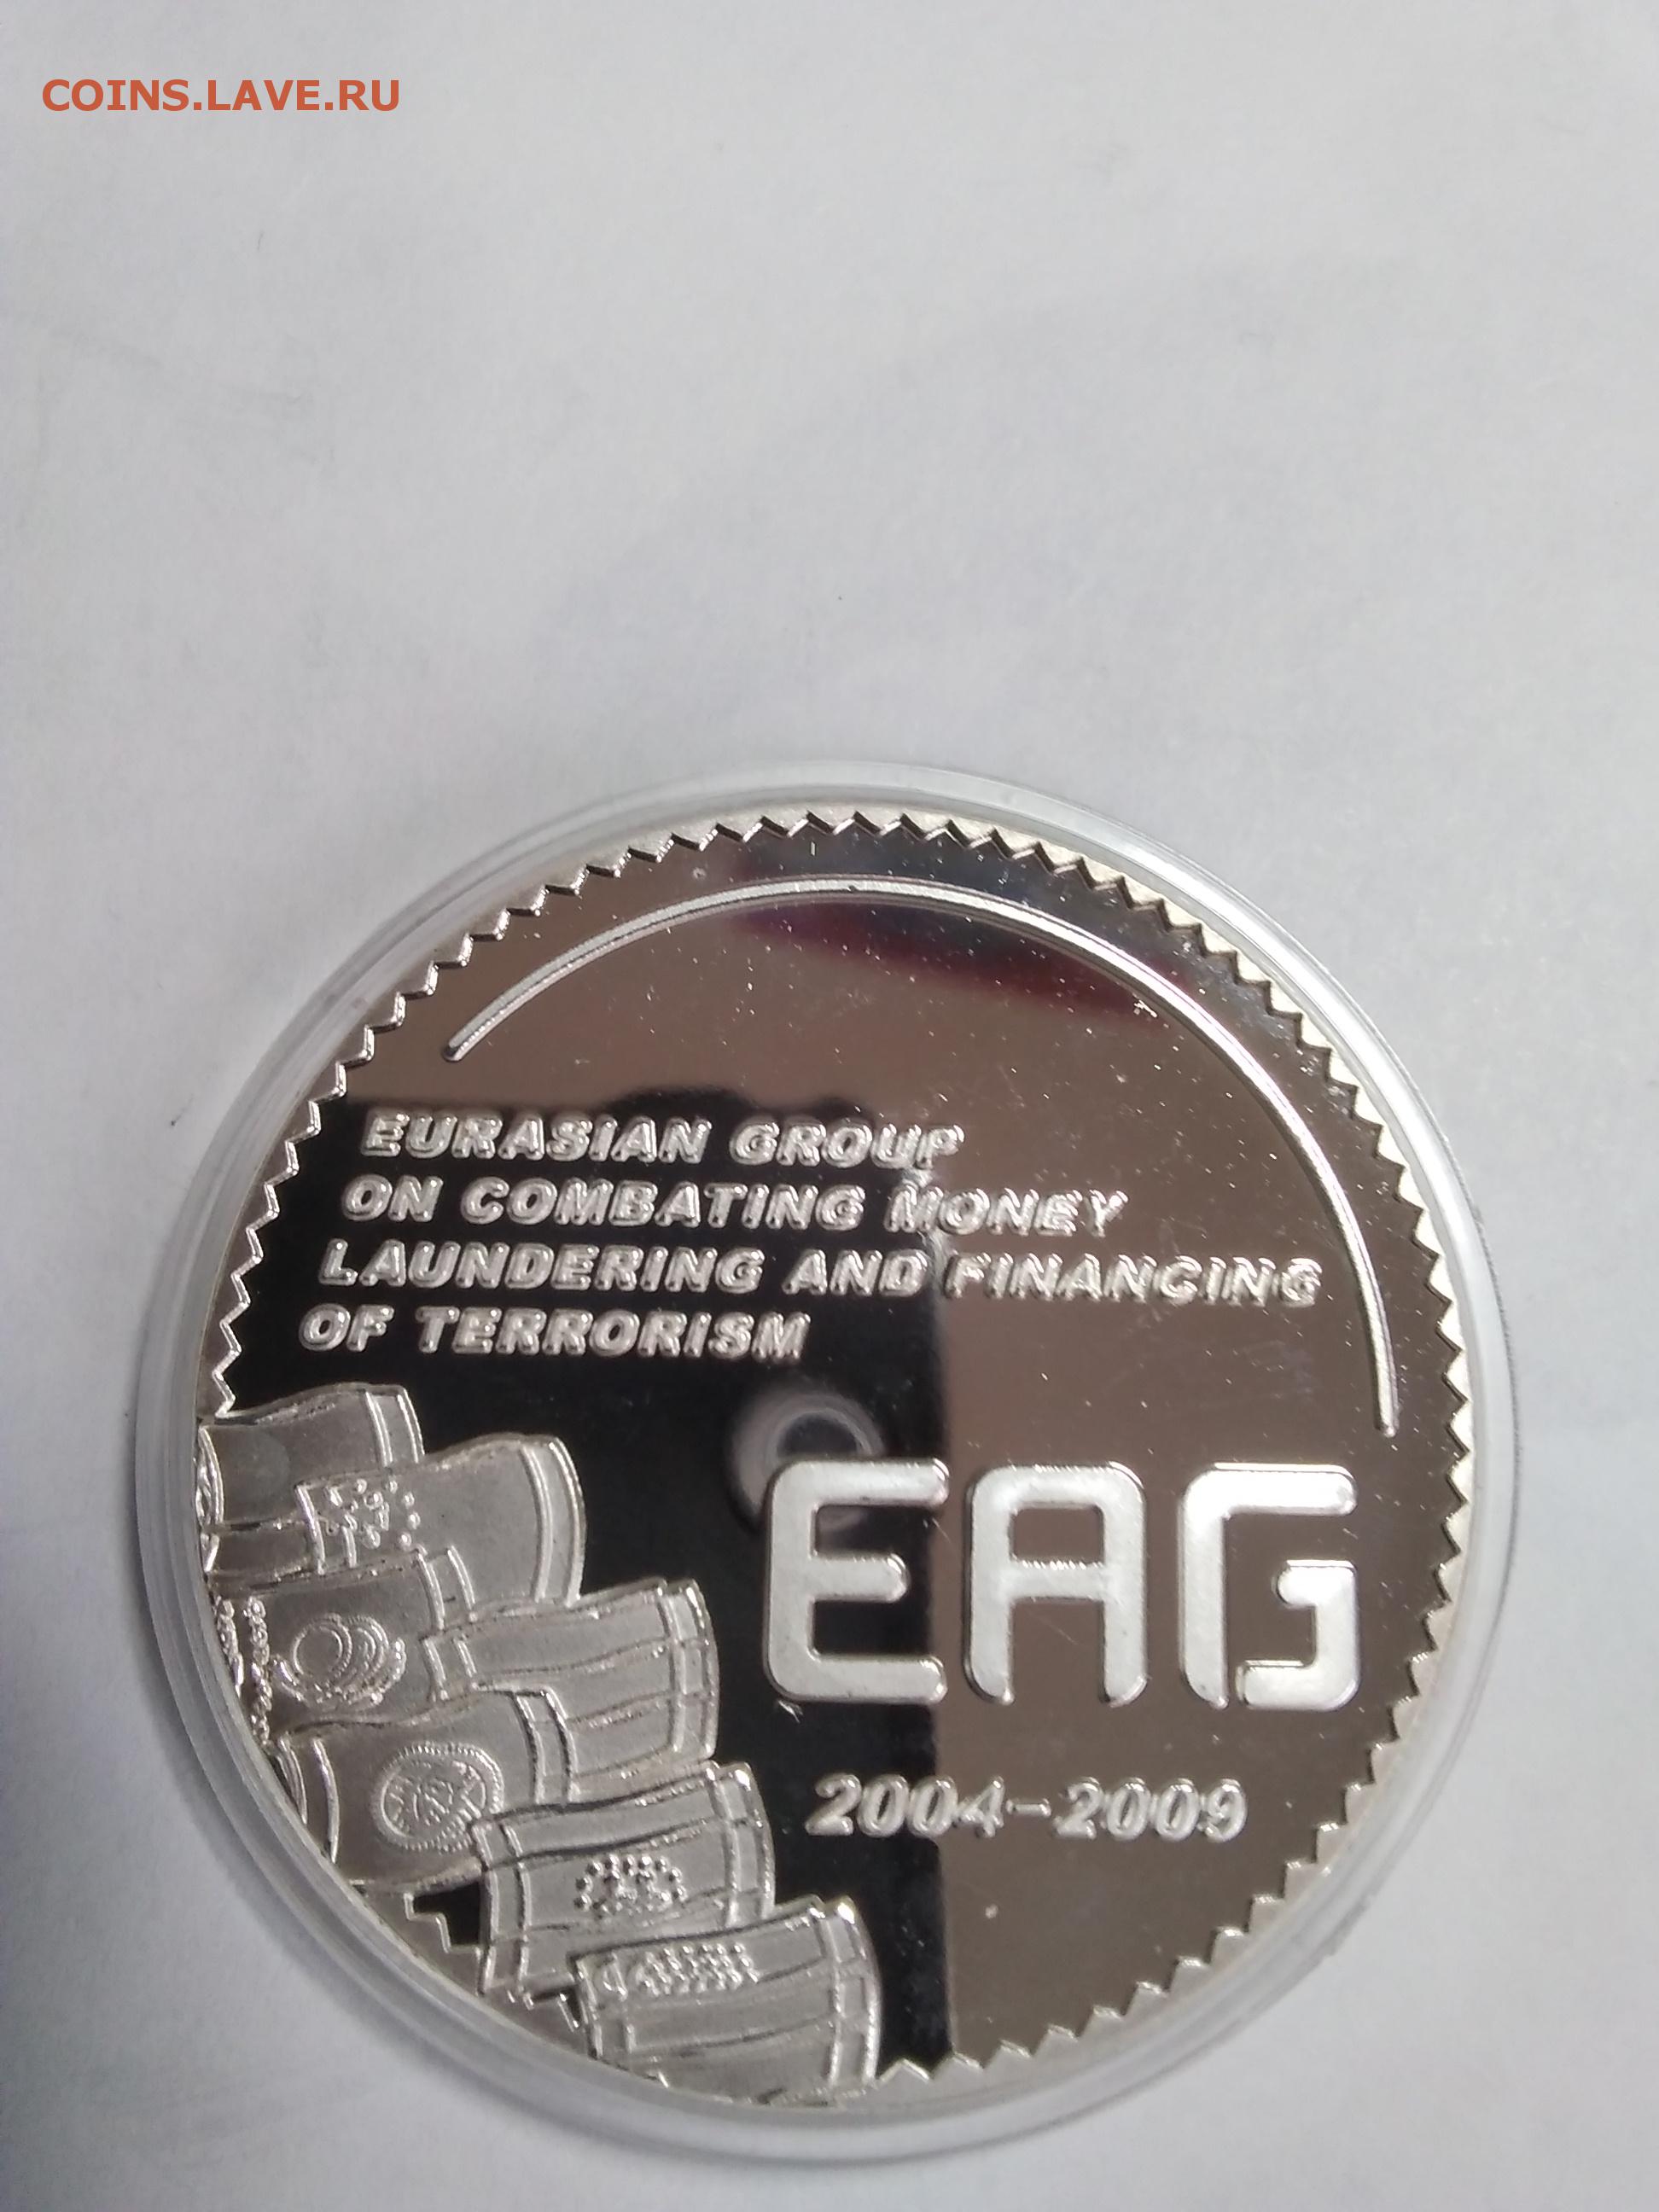 COINS.LAVE.RU
EURASIAN GROUP
ON COMBATING MONEY
LAUNDERING AND FINANCING
OF TERRORISM
EAG
2004-2009